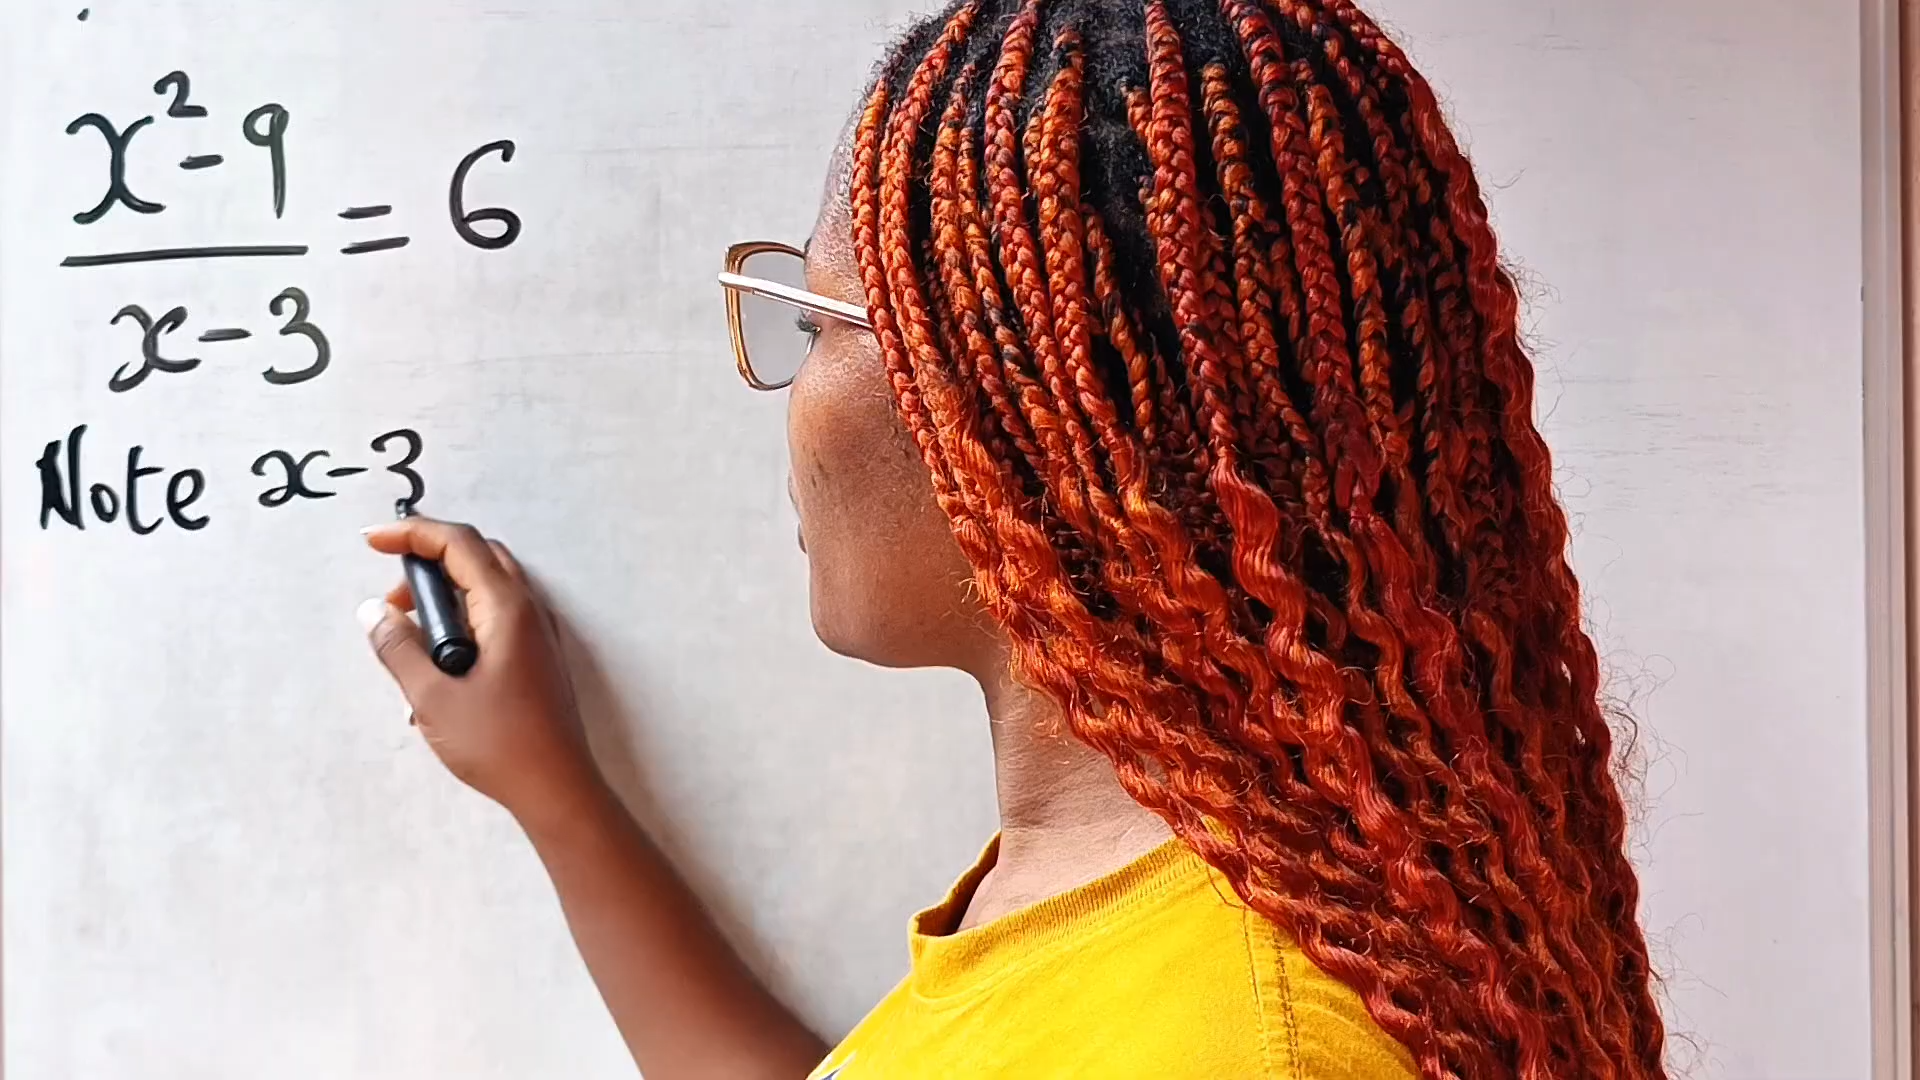 x² - 9
x - 3
= 6
Note x - 3